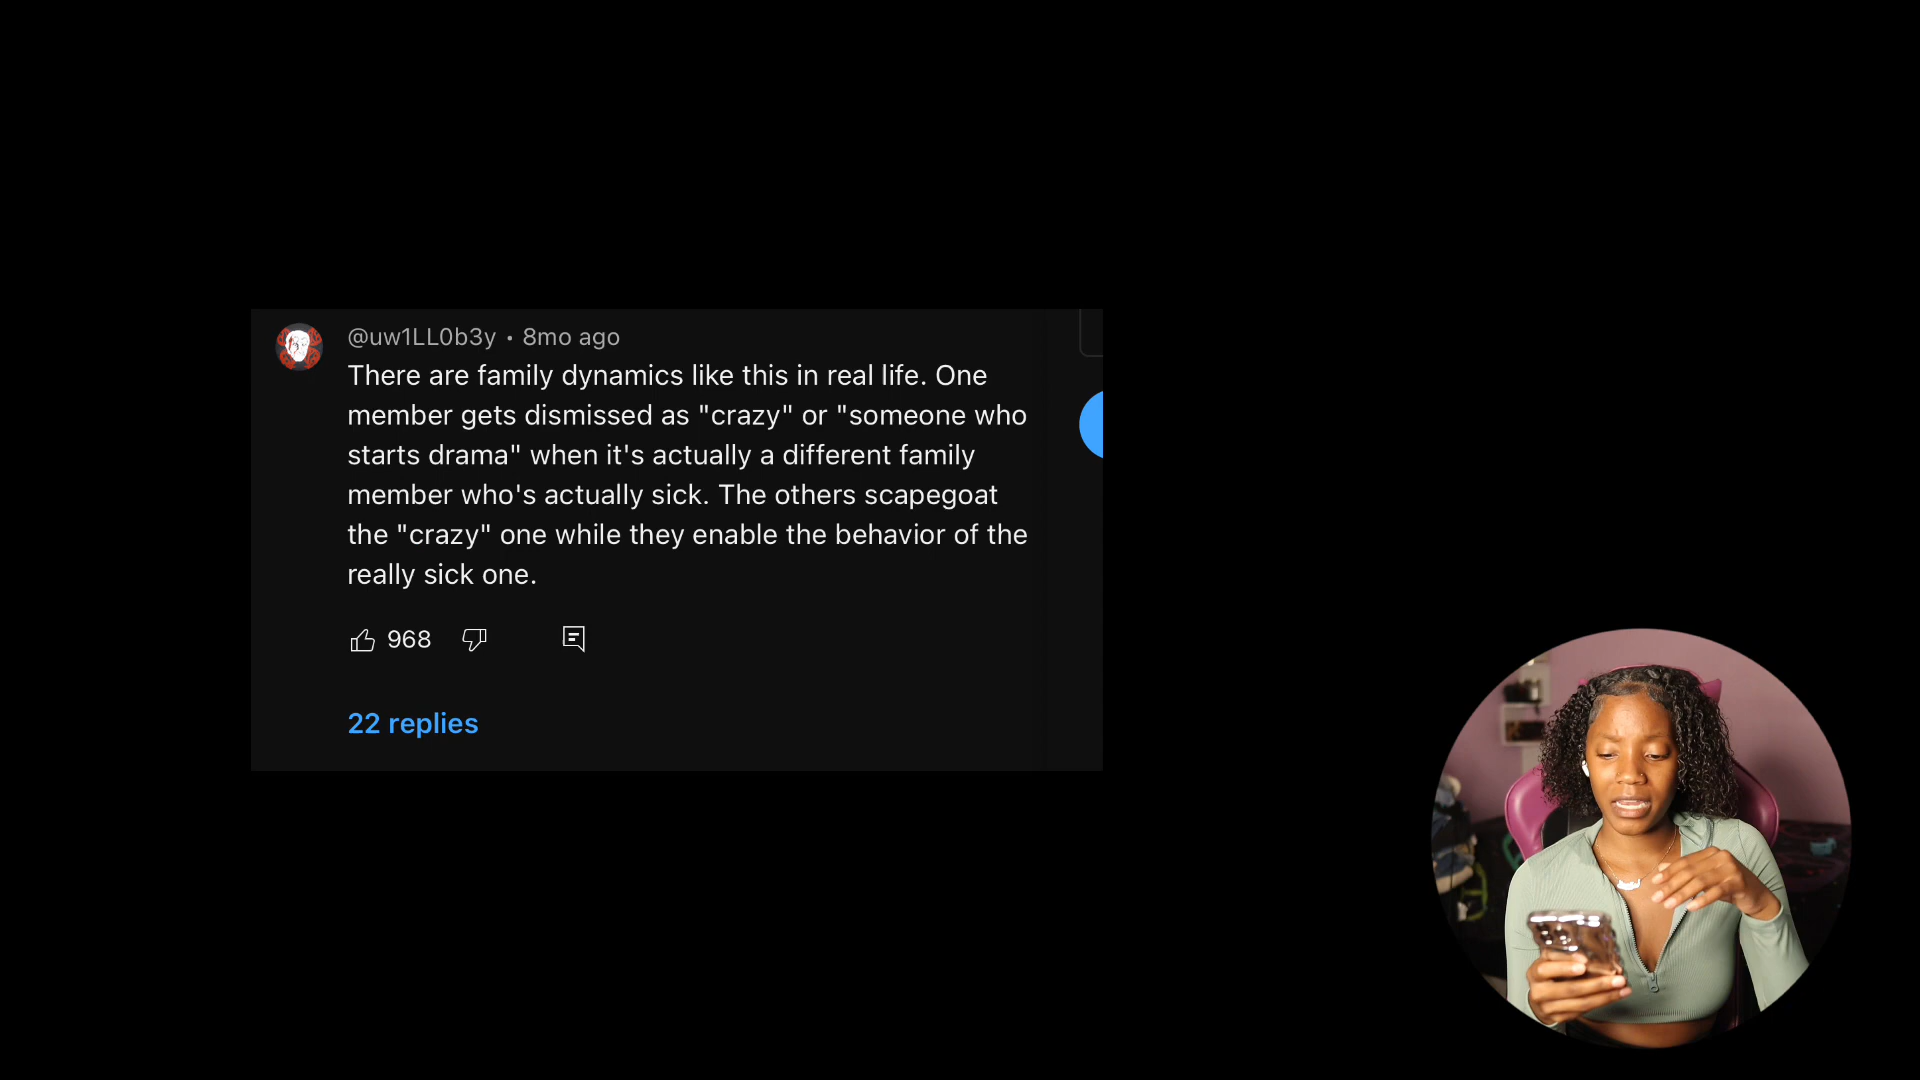 @uw1LL0b3y • 8mo ago
There are family dynamics like this in real life. One
member gets dismissed as "crazy" or "someone who
starts drama" when it's actually a different family
member who's actually sick. The others scapegoat
the "crazy" one while they enable the behavior of the
really sick one.
968
22 replies